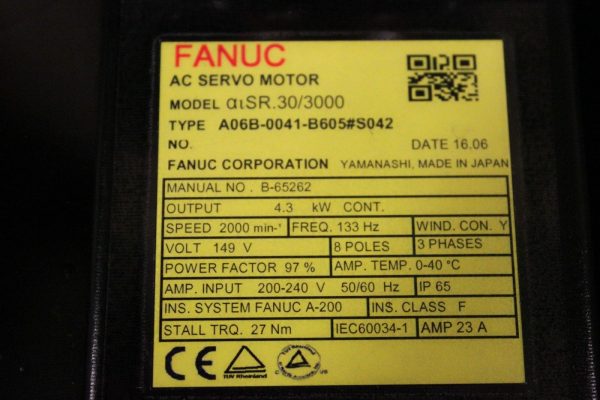 FANUC
AC SERVO MOTOR
MODEL αιSR.30/3000
TYPE A06B-0041-B605#S042
NO. DATE 16.06
FANUC CORPORATION YAMANASHI, MADE IN JAPAN
MANUAL NO. B-65262
OUTPUT 4.3 kW CONT.
SPEED 2000 min-¹ FREQ. 133 Hz WIND. CON. Y
VOLT 149 V 8 POLES 3 PHASES
POWER FACTOR 97 % AMP. TEMP. 0-40 °C
AMP. INPUT 200-240 V 50/60 Hz IP 65
INS. SYSTEM FANUC A-200 INS. CLASS F
STALL TRQ. 27 Nm IEC60034-1 AMP 23 A
CE TUV Rheinland C US